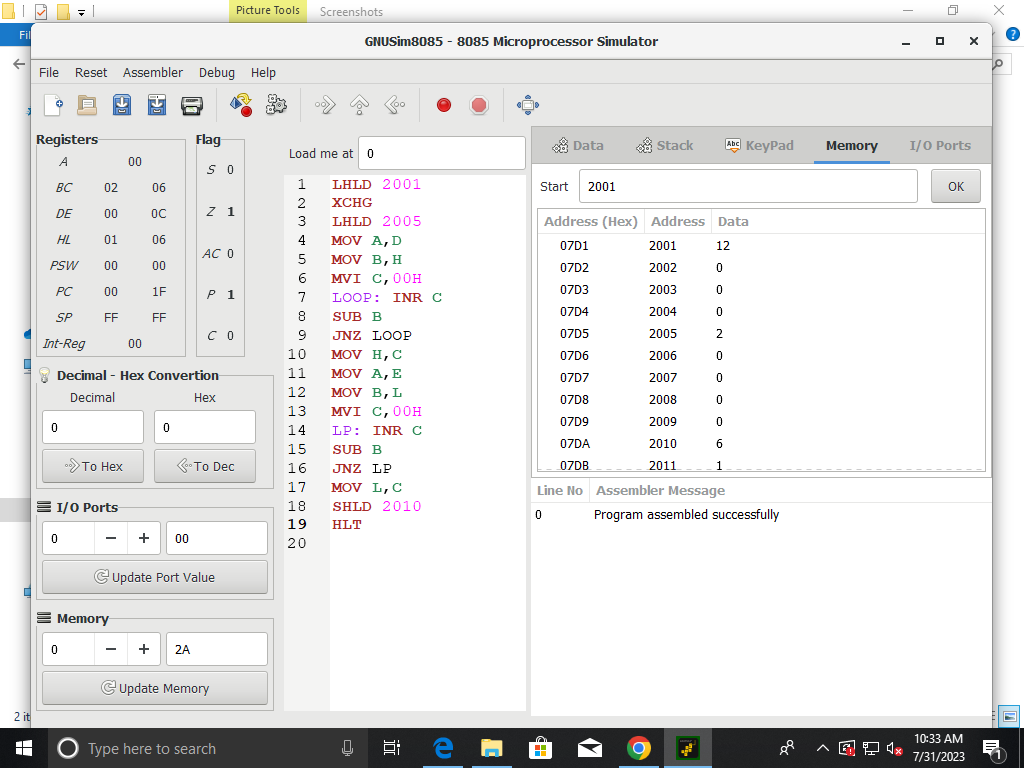 Picture Tools
Screenshots
Fil
GNUSim8085 - 8085 Microprocessor Simulator
File Reset Assembler Debug Help
Registers
A 00
BC 02 06
DE 00 0C
HL 01 06
PSW 00 00
PC 00 1F
SP FF FF
Int-Reg 00
Flag
S 0
Z 1
AC 0
P 1
C 0
Decimal - Hex Convertion
Decimal Hex
0 0
To Hex To Dec
I/O Ports
0 − + 00
Update Port Value
Memory
0 − + 2A
Update Memory
Load me at 0
1 LHLD 2001
2 XCHG
3 LHLD 2005
4 MOV A,D
5 MOV B,H
6 MVI C,00H
7 LOOP: INR C
8 SUB B
9 JNZ LOOP
10 MOV H,C
11 MOV A,E
12 MOV B,L
13 MVI C,00H
14 LP: INR C
15 SUB B
16 JNZ LP
17 MOV L,C
18 SHLD 2010
19 HLT
20
Data Stack Abc KeyPad Memory I/O Ports
Start 2001 OK
Address (Hex) Address Data
07D1 2001 12
07D2 2002 0
07D3 2003 0
07D4 2004 0
07D5 2005 2
07D6 2006 0
07D7 2007 0
07D8 2008 0
07D9 2009 0
07DA 2010 6
07DB 2011 1
Line No Assembler Message
0 Program assembled successfully
2 it
Type here to search
10:33 AM
7/31/2023
1